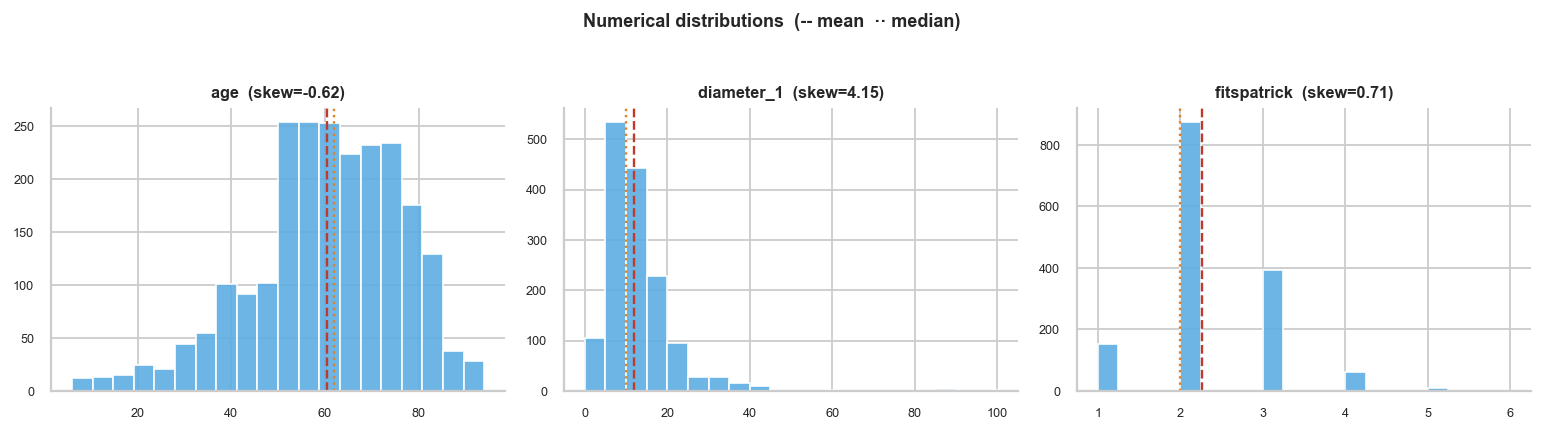 Numerical distributions (-- mean ·· median)
age (skew=-0.62)
250
200
150
100
50
0
20 40 60 80
diameter_1 (skew=4.15)
500
400
300
200
100
0
0 20 40 60 80 100
fitspatrick (skew=0.71)
800
600
400
200
0
1 2 3 4 5 6